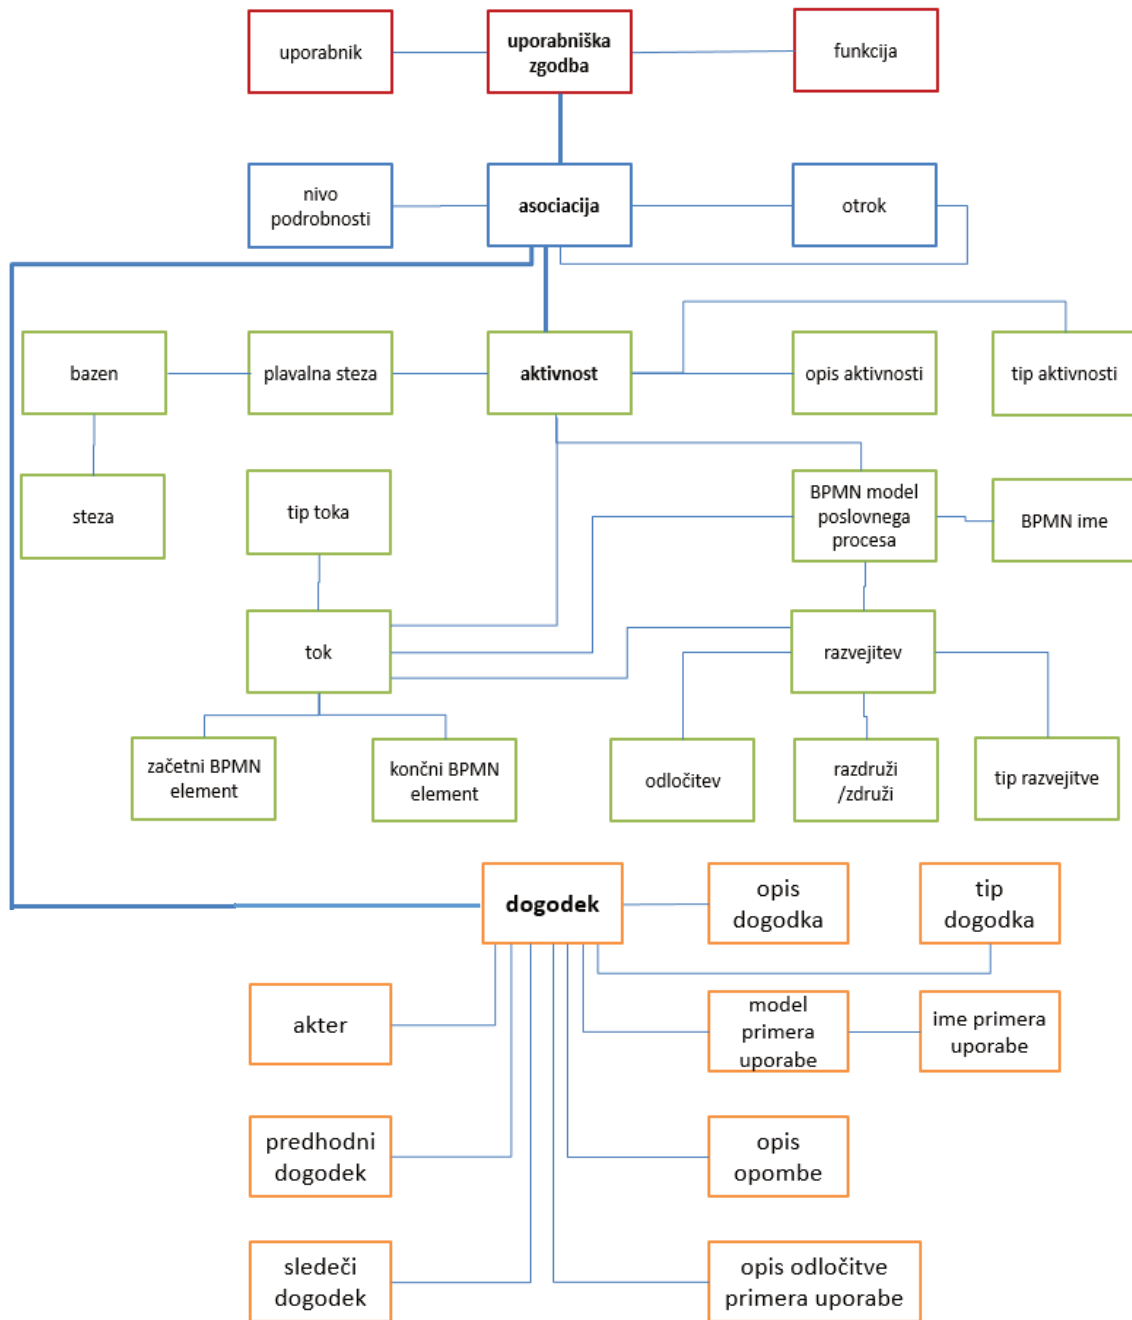 uporabnik
uporabniška
zgodba
funkcija
nivo
podrobnosti
asociacija
otrok
bazen
plavalna steza
aktivnost
opis aktivnosti
tip aktivnosti
steza
tip toka
BPMN model
poslovnega
procesa
BPMN ime
tok
razvejitev
začetni BPMN
element
končni BPMN
element
odločitev
razdruži
/združi
tip razvejitve
dogodek
opis
dogodka
tip
dogodka
akter
model
primera
uporabe
ime primera
uporabe
predhodni
dogodek
opis
opombe
sledeči
dogodek
opis odločitve
primera uporabe